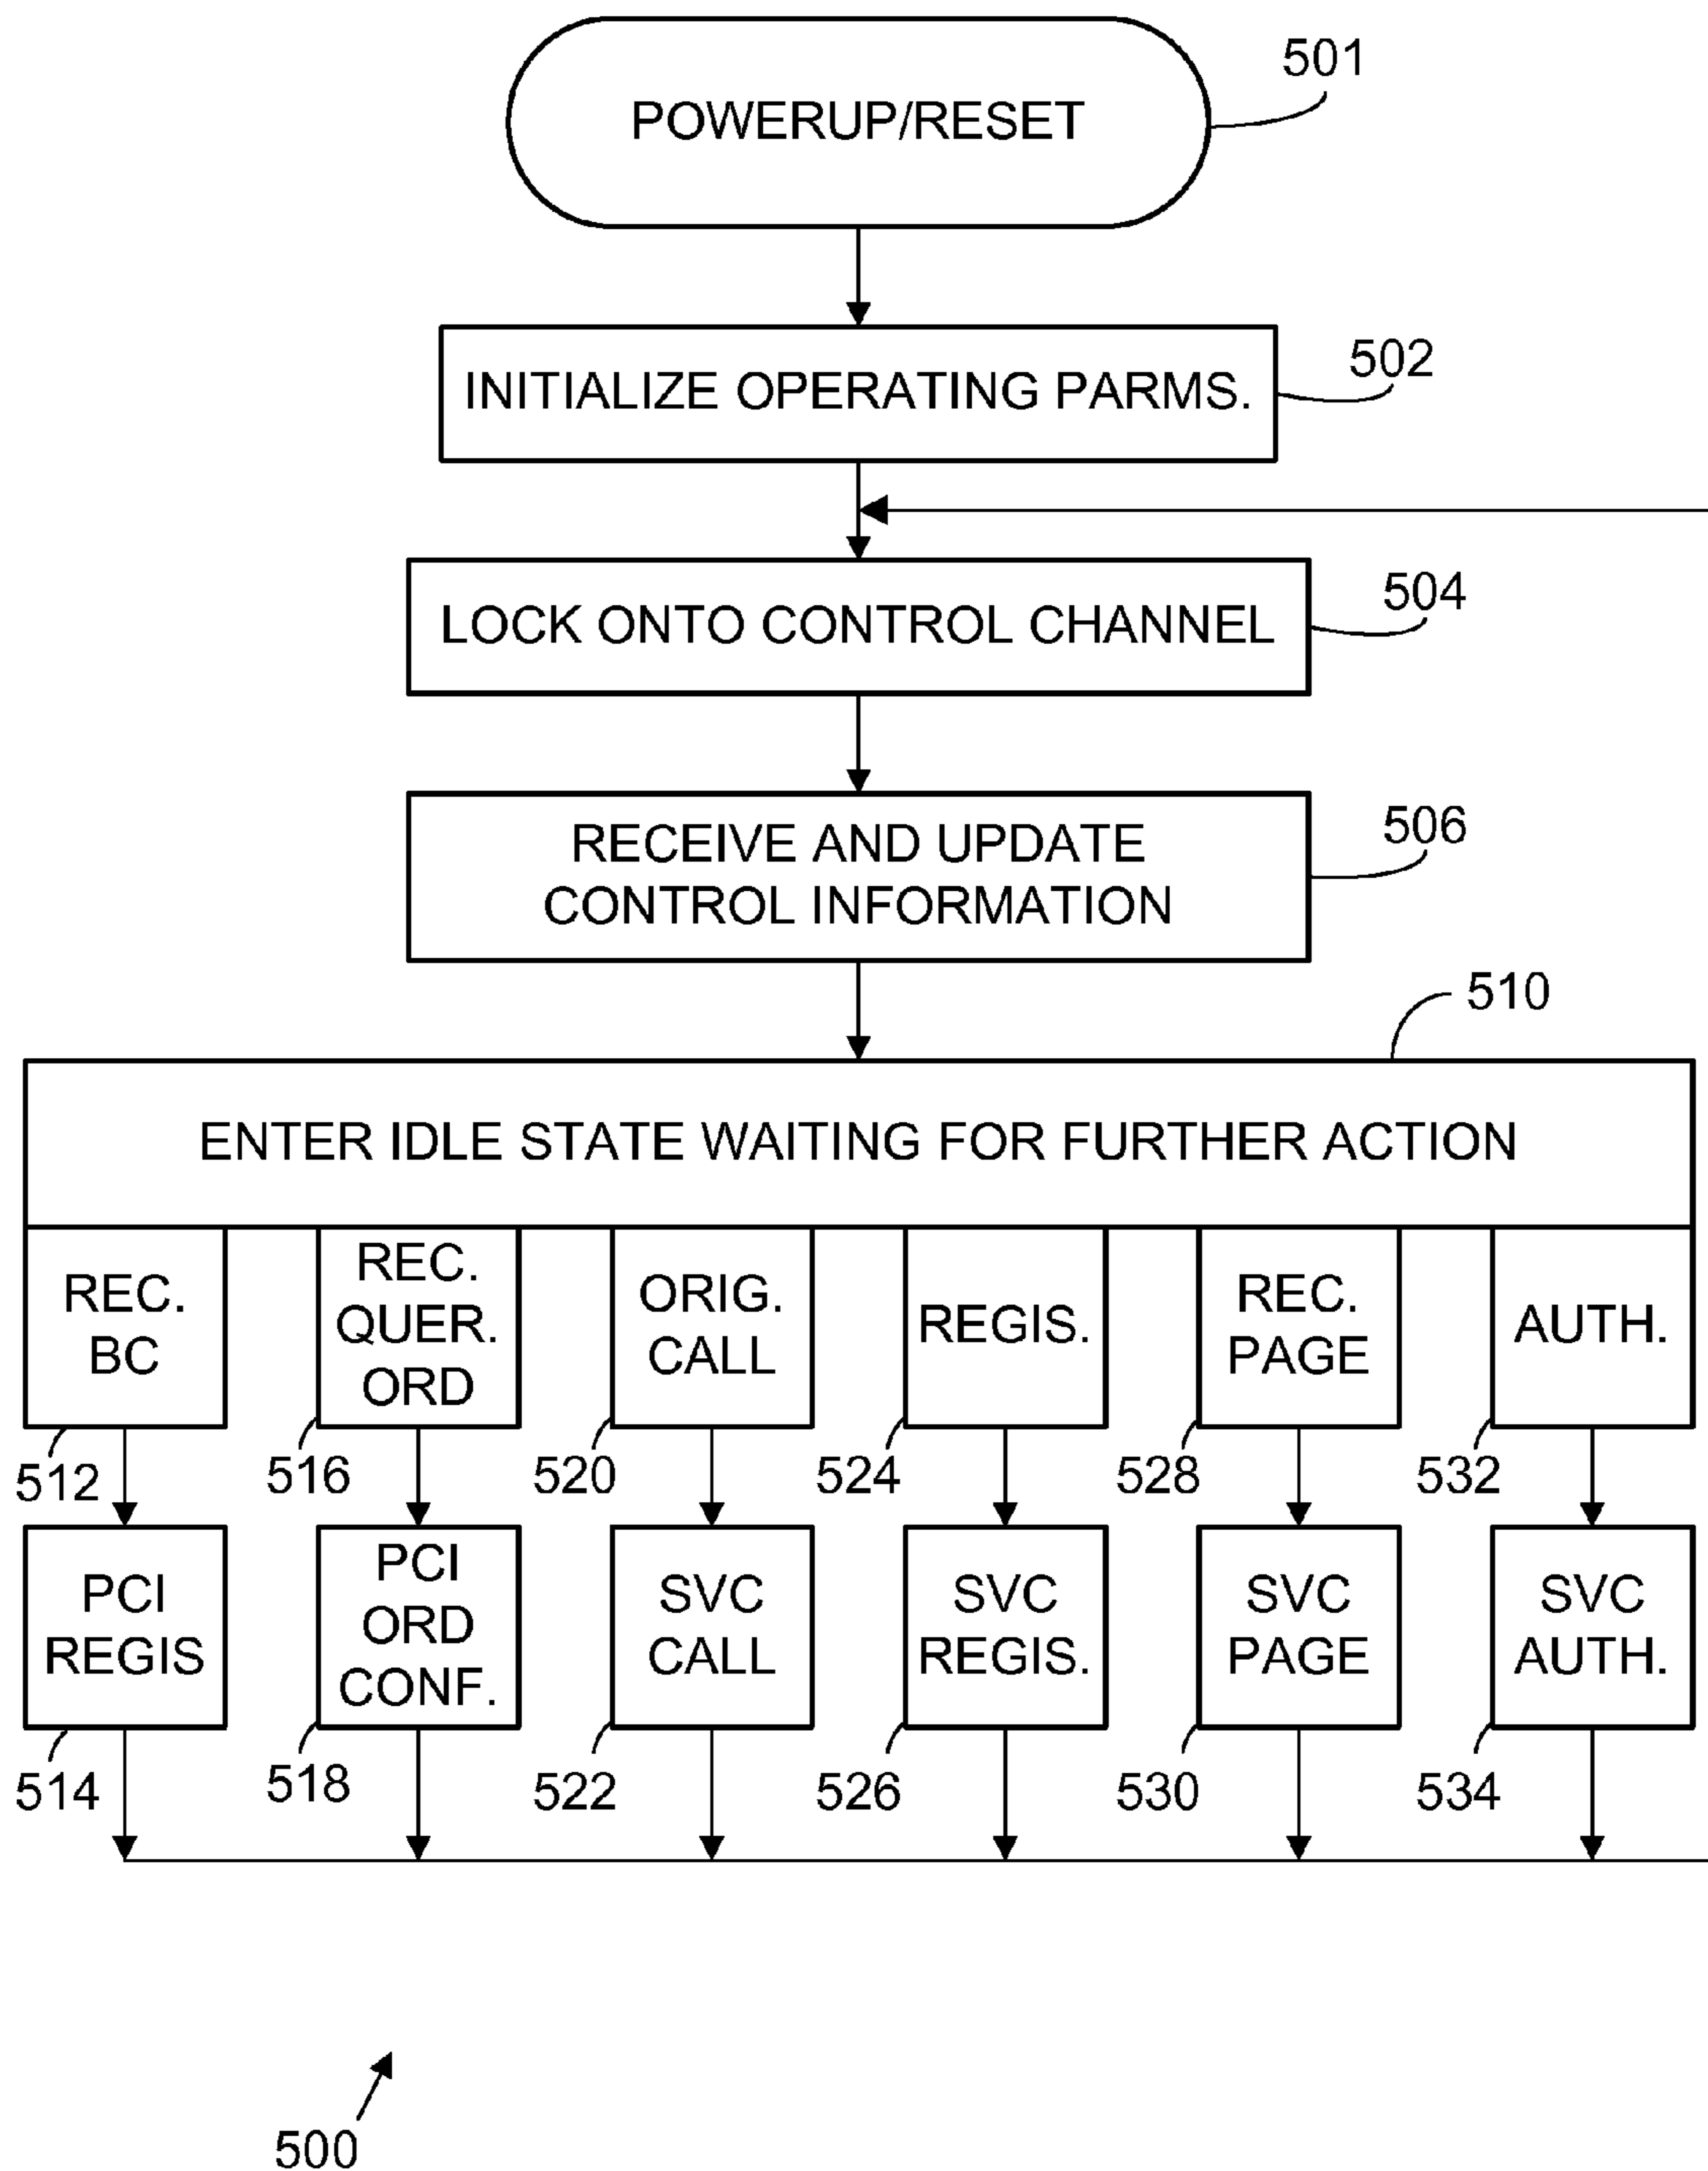 501
POWERUP/RESET
502
INITIALIZE OPERATING PARMS.
504
LOCK ONTO CONTROL CHANNEL
506
RECEIVE AND UPDATE
CONTROL INFORMATION
510
ENTER IDLE STATE WAITING FOR FURTHER ACTION
REC.
BC
REC.
QUER.
ORD
ORIG.
CALL
REGIS.
REC.
PAGE
AUTH.
512
516
520
524
528
532
PCI
REGIS
PCI
ORD
CONF.
SVC
CALL
SVC
REGIS.
SVC
PAGE
SVC
AUTH.
514
518
522
526
530
534
500